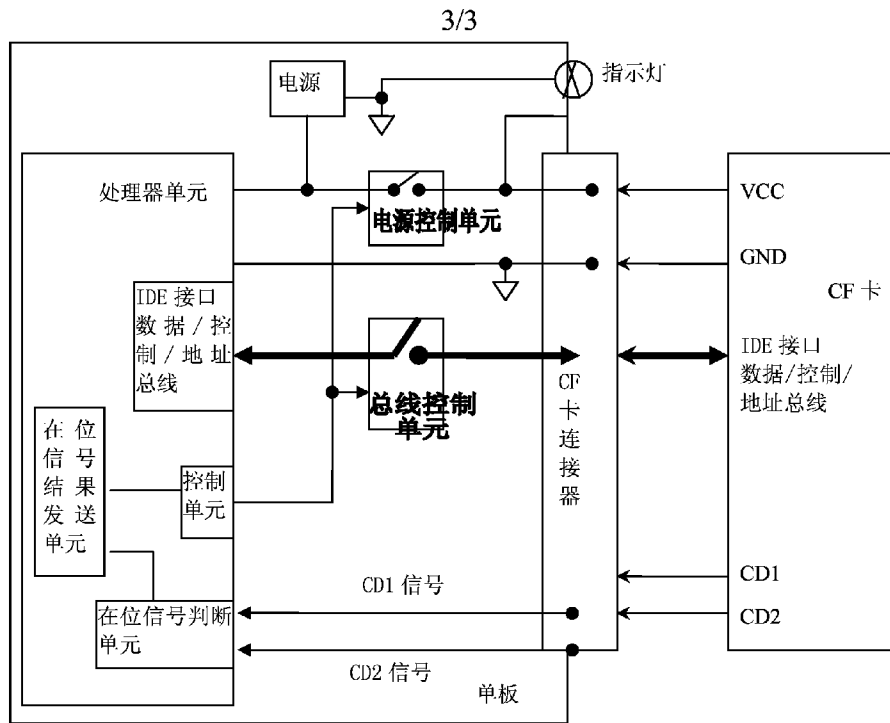 3/3
电源
指示灯
处理器单元
电源控制单元
VCC
GND
CF 卡
IDE 接口
数据/控
制/地址
总线
总线控制
单元
CF
卡
连
接
器
IDE 接口
数据/控制/
地址总线
在位
信号
结果
发送
单元
控制
单元
在位信号判断
单元
CD1 信号
CD2 信号
CD1
CD2
单板